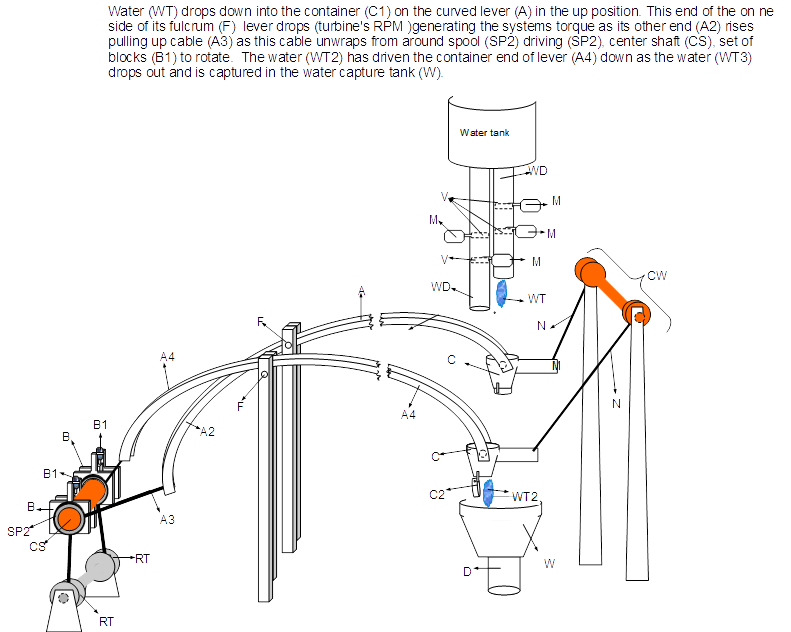 Water (WT) drops down into the container (C1) on the curved lever (A) in the up position. This end of the on ne
side of its fulcrum (F)  lever drops (turbine's RPM )generating the systems torque as its other end (A2) rises
pulling up cable (A3) as this cable unwraps from around spool (SP2) driving (SP2), center shaft (CS), set of
blocks (B1) to rotate.  The water (WT2) has driven the container end of lever (A4) down as the water (WT3)
drops out and is captured in the water capture tank (W).
Water tank
WD
V
M
M
M
V
M
WD
WT
CW
A
F
N
A4
C
M
N
F
A4
A2
B1
B
C
B1
C2
WT2
B
A3
SP2
CS
RT
D
W
RT